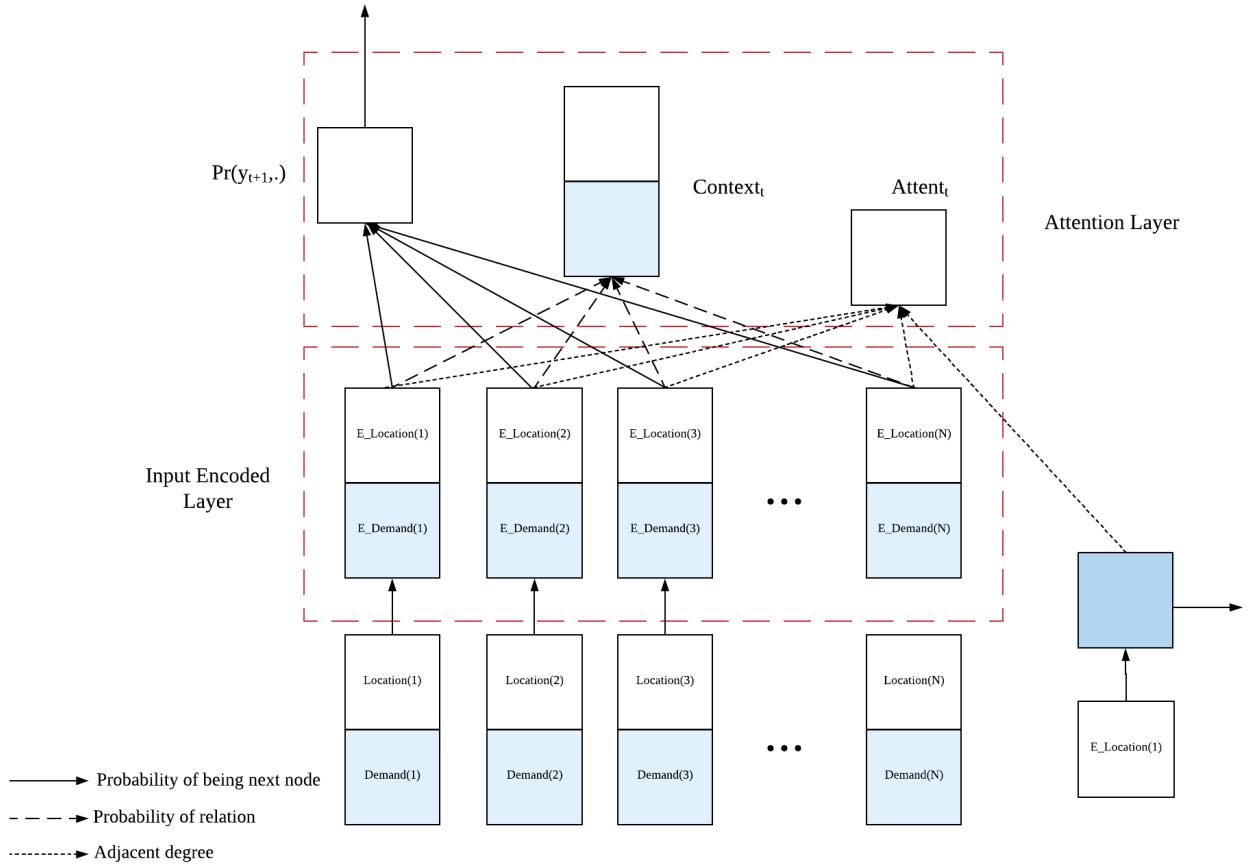 Pr(yₜ₊₁,.)
Contextₜ
Attentₜ
Attention Layer
E_Location(1) E_Location(2) E_Location(3) E_Location(N)
Input Encoded
Layer
E_Demand(1) E_Demand(2) E_Demand(3) ... E_Demand(N)
Location(1) Location(2) Location(3) Location(N)
E_Location(1)
Demand(1) Demand(2) Demand(3) ... Demand(N)
Probability of being next node
Probability of relation
Adjacent degree